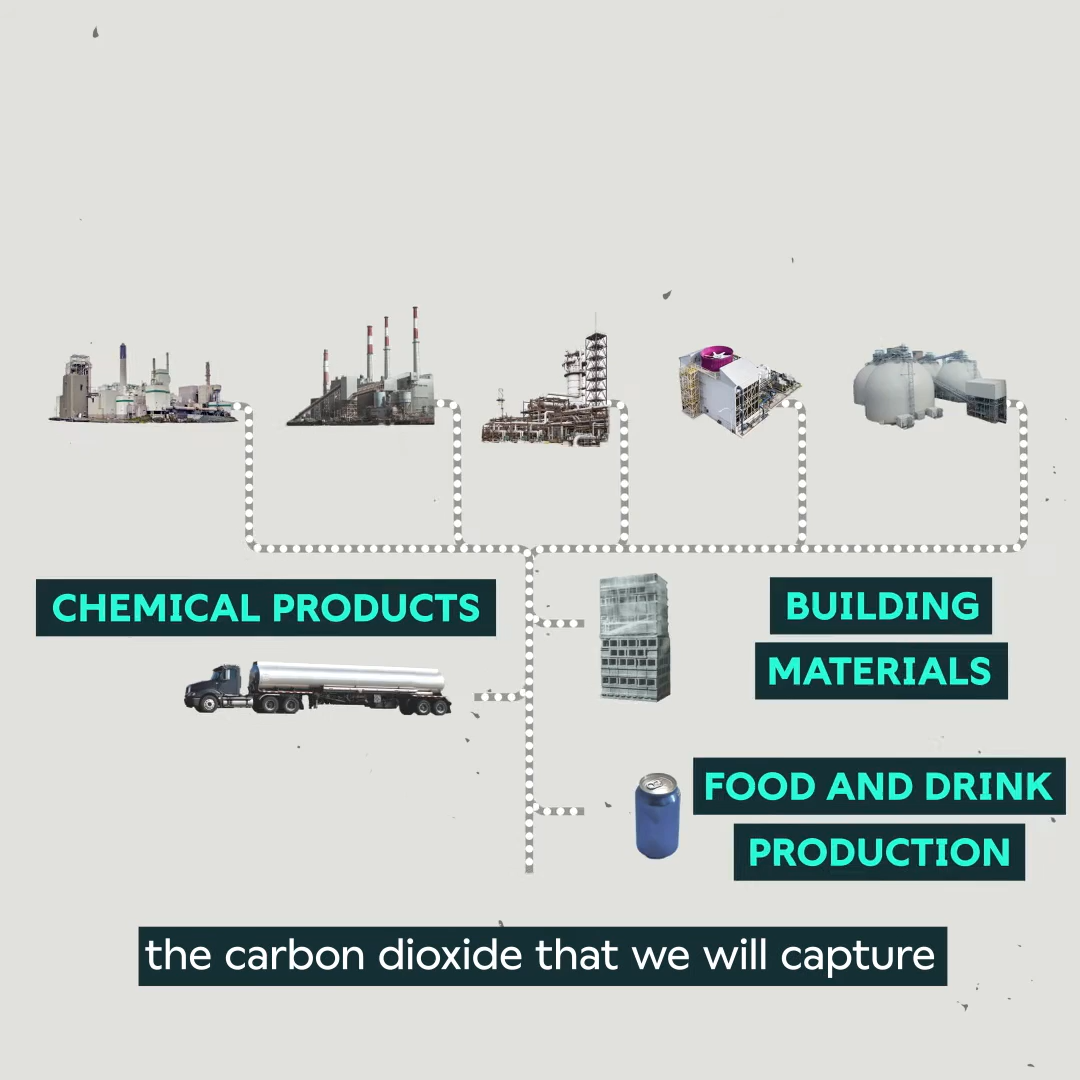 CHEMICAL PRODUCTS
BUILDING
MATERIALS
FOOD AND DRINK
PRODUCTION
the carbon dioxide that we will capture